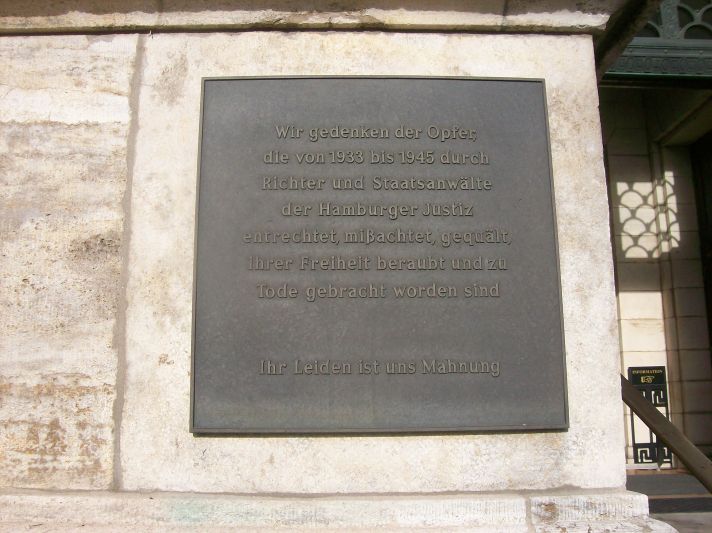 Wir gedenken der Opfer,
die von 1933 bis 1945 durch
Richter und Staatsanwälte
der Hamburger Justiz
entrechtet, mißachtet, gequält,
ihrer Freiheit beraubt und zu
Tode gebracht worden sind
Ihr Leiden ist uns Mahnung
INFORMATION